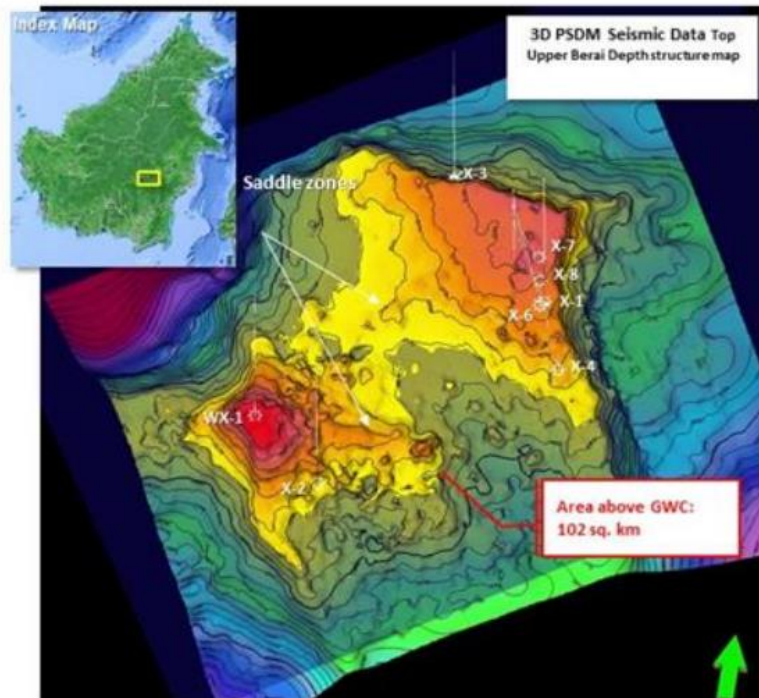 Index Map
3D PSDM Seismic Data Top
Upper Berai Depth structure map
Saddle zones
X-3
X-7
X-8
X-1
X-6
X-4
WX-1
X-2
Area above GWC:
102 sq. km